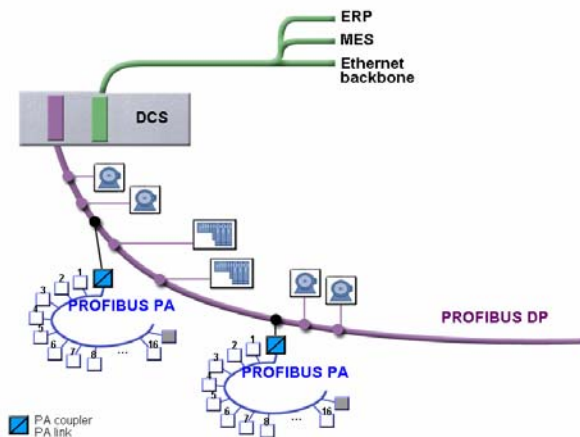 ERP
MES
Ethernet
backbone
DCS
PROFIBUS PA
1
2
3
4
5
6
7
8
...
16
PROFIBUS DP
PROFIBUS PA
1
2
3
4
5
6
7
8
...
16
PA coupler
PA link